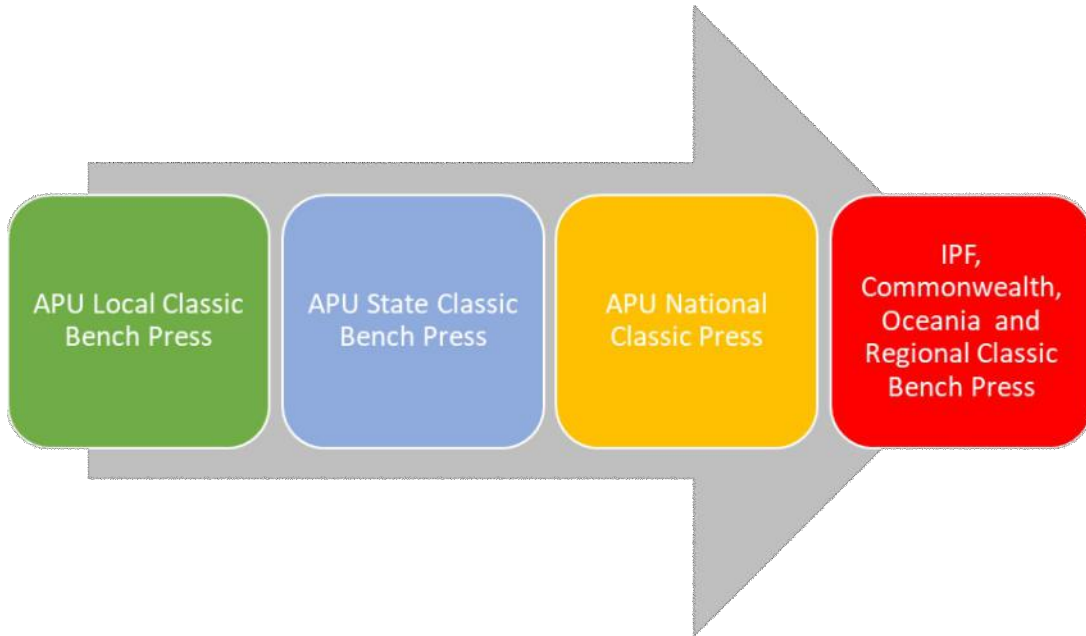 APU Local Classic
Bench Press
APU State Classic
Bench Press
APU National
Classic Press
IPF,
Commonwealth,
Oceania and
Regional Classic
Bench Press